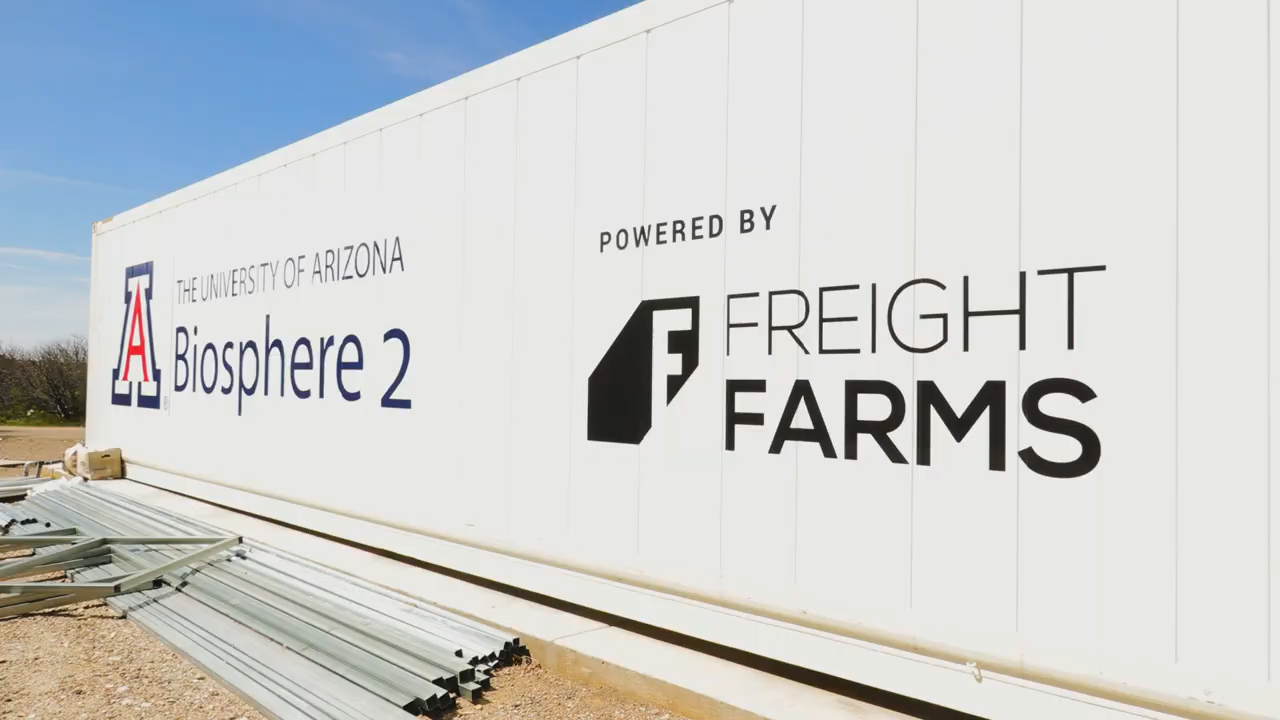 A
THE UNIVERSITY OF ARIZONA
Biosphere 2
®
POWERED BY
F
FREIGHT
FARMS